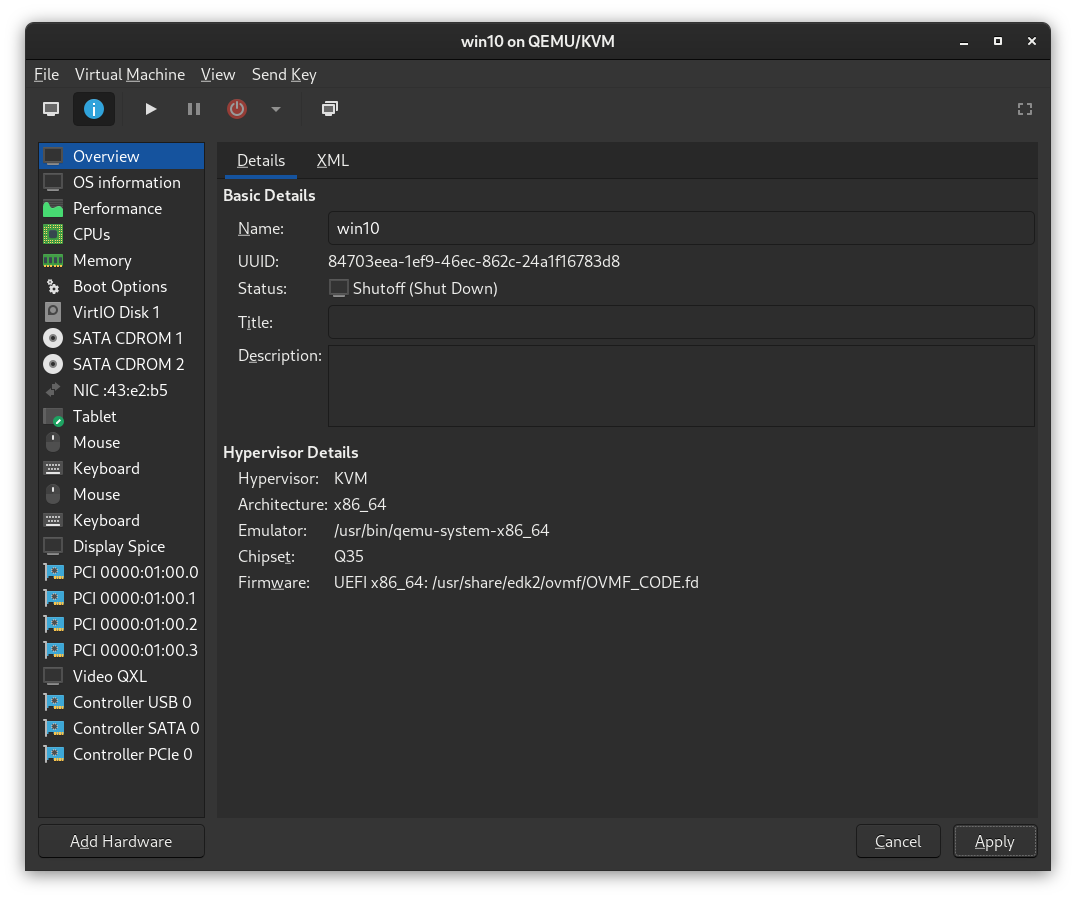 win10 on QEMU/KVM
File Virtual Machine View Send Key
Overview
OS information
Performance
CPUs
Memory
Boot Options
VirtIO Disk 1
SATA CDROM 1
SATA CDROM 2
NIC :43:e2:b5
Tablet
Mouse
Keyboard
Mouse
Keyboard
Display Spice
PCI 0000:01:00.0
PCI 0000:01:00.1
PCI 0000:01:00.2
PCI 0000:01:00.3
Video QXL
Controller USB 0
Controller SATA 0
Controller PCIe 0
Add Hardware
Details XML
Basic Details
Name: win10
UUID: 84703eea-1ef9-46ec-862c-24a1f16783d8
Status: Shutoff (Shut Down)
Title:
Description:
Hypervisor Details
Hypervisor: KVM
Architecture: x86_64
Emulator: /usr/bin/qemu-system-x86_64
Chipset: Q35
Firmware: UEFI x86_64: /usr/share/edk2/ovmf/OVMF_CODE.fd
Cancel Apply